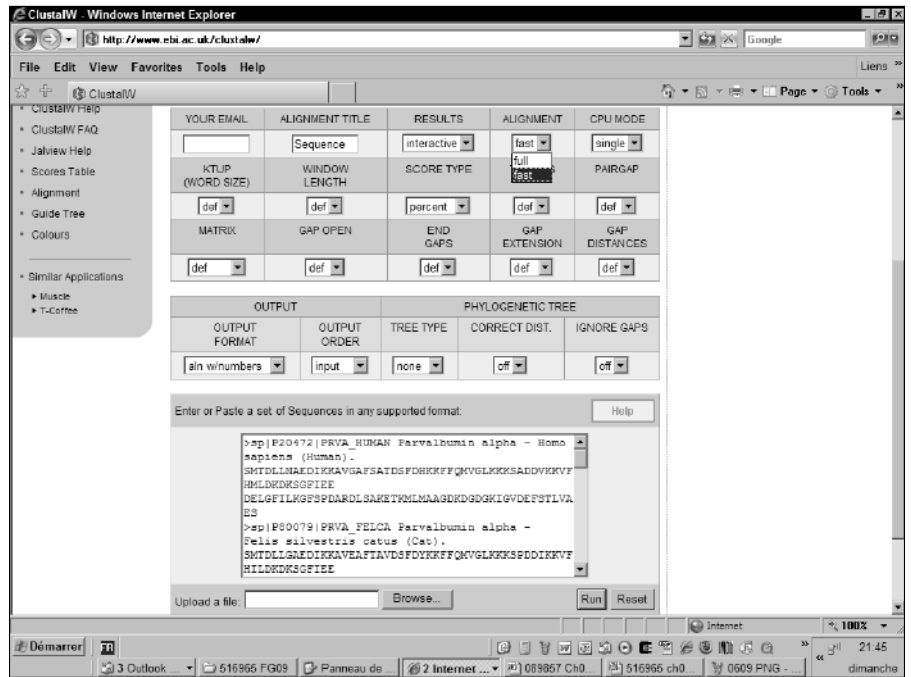 ClustalW - Windows Internet Explorer
http://www.ebi.ac.uk/clustalw/
Google
File Edit View Favorites Tools Help
Liens »
ClustalW
Page Tools »
• ClustalW Help
• ClustalW FAQ
• Jalview Help
• Scores Table
• Alignment
• Guide Tree
• Colours
• Similar Applications
Muscle
T-Coffee
YOUR EMAIL ALIGNMENT TITLE RESULTS ALIGNMENT CPU MODE
Sequence interactive fast single
full
fast
KTUP (WORD SIZE) WINDOW LENGTH SCORE TYPE PAIRGAP
def def percent def def
MATRIX GAP OPEN END GAPS GAP EXTENSION GAP DISTANCES
def def def def def
OUTPUT PHYLOGENETIC TREE
OUTPUT FORMAT OUTPUT ORDER TREE TYPE CORRECT DIST. IGNORE GAPS
aln w/numbers input none off off
Enter or Paste a set of Sequences in any supported format: Help
>sp|P20472|PRVA_HUMAN Parvalbumin alpha - Homo
sapiens (Human).
SMTDLLNAEDIKKAVGAFSATDSFDHKKFFQMVGLKKKSADDVKKVF
HMLDKDKSGFIEE
DELGFILKGFSPDARDLSAKETKMLMAAGDKDGDGKIGVDEFSTLVA
ES
>sp|P80079|PRVA_FELCA Parvalbumin alpha -
Felis silvestris catus (Cat).
SMTDLLGAEDIKKAVEAFTAVDSFDYKKFFQMVGLKKKSPDDIKKVF
HILDKDKSGFIEE
Upload a file: Browse... Run Reset
Internet 100%
Démarrer 21:45
3 Outlook ... 516965 FG09 Panneau de ... 2 Internet ... 089857 Ch0... 516965 ch0... 0609.PNG - ... dimanche